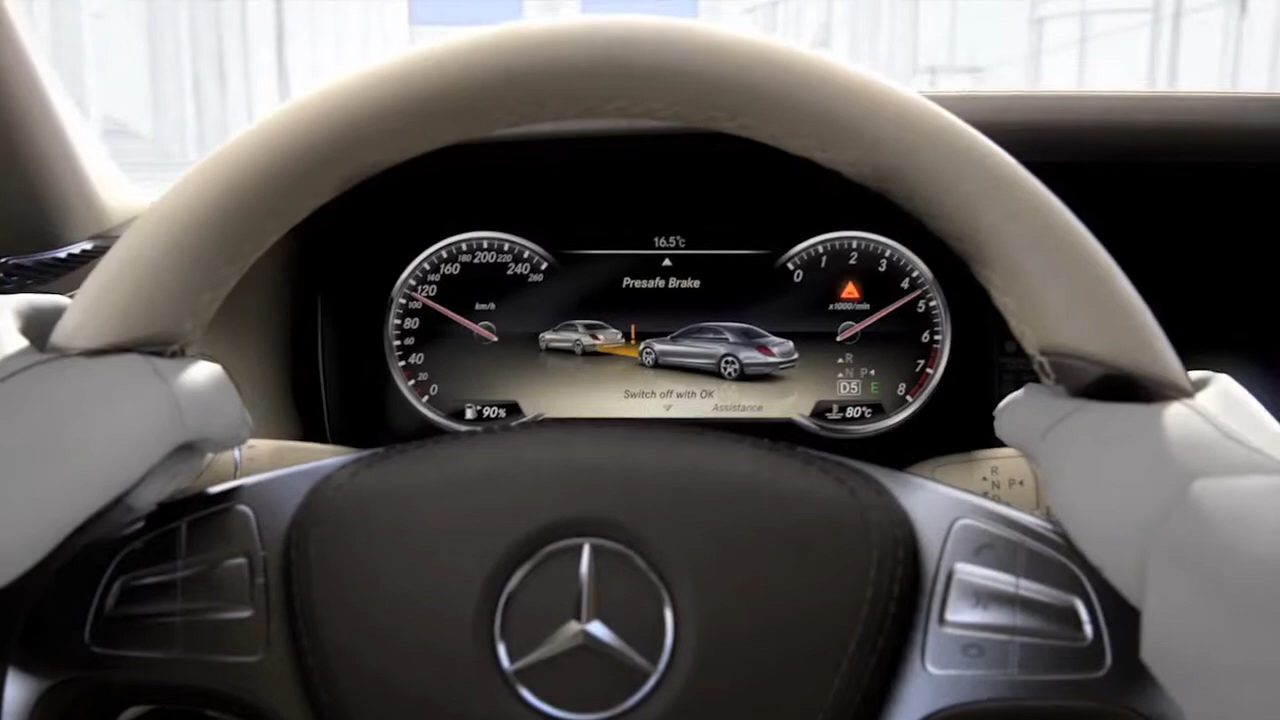 16.5°c
Presafe Brake
km/h
0
20
40
60
80
100
120
140
160
180
200
220
240
260
0
1
2
3
4
5
6
7
8
x1000/min
R
N P
D5 E
Switch off with OK
Assistance
90%
80°c
R
N P